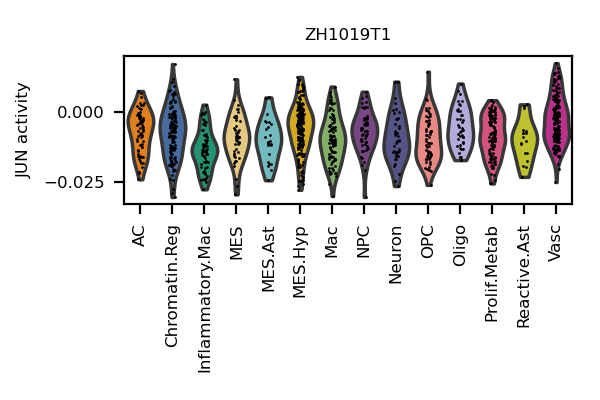 ZH1019T1
JUN activity
0.000
−0.025
AC
Chromatin.Reg
Inflammatory.Mac
MES
MES.Ast
MES.Hyp
Mac
NPC
Neuron
OPC
Oligo
Prolif.Metab
Reactive.Ast
Vasc